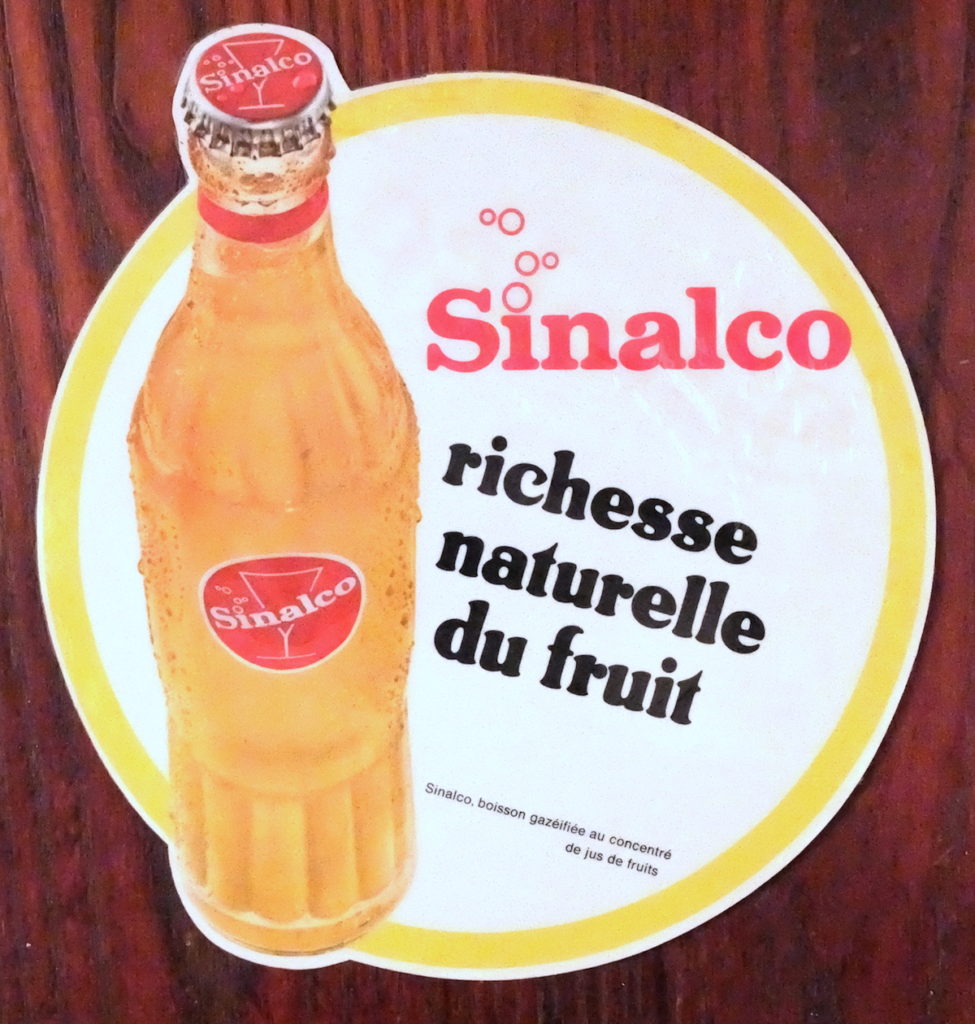 Sinalco
Sinalco
richesse
naturelle
du fruit
Sinalco
Sinalco, boisson gazéifiée au concentré
de jus de fruits